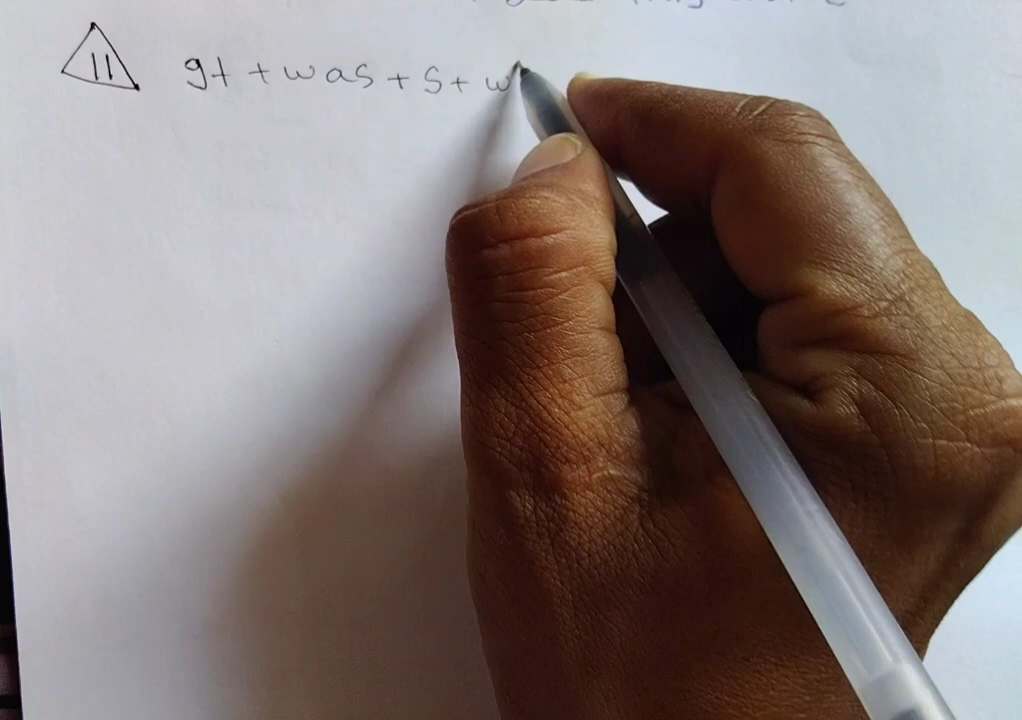 11 gt + was + s + w